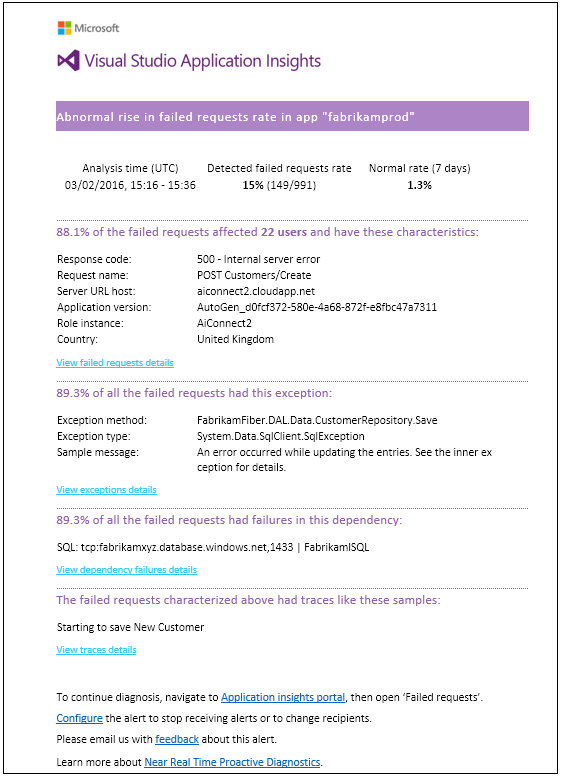 Microsoft
Visual Studio Application Insights
Abnormal rise in failed requests rate in app "fabrikamprod"
Analysis time (UTC) Detected failed requests rate Normal rate (7 days)
03/02/2016, 15:16 - 15:36 15% (149/991) 1.3%
88.1% of the failed requests affected 22 users and have these characteristics:
Response code: 500 - Internal server error
Request name: POST Customers/Create
Server URL host: aiconnect2.cloudapp.net
Application version: AutoGen_d0fcf372-580e-4a68-872f-e8fbc47a7311
Role instance: AiConnect2
Country: United Kingdom
View failed requests details
89.3% of all the failed requests had this exception:
Exception method: FabrikamFiber.DAL.Data.CustomerRepository.Save
Exception type: System.Data.SqlClient.SqlException
Sample message: An error occurred while updating the entries. See the inner ex
ception for details.
View exceptions details
89.3% of all the failed requests had failures in this dependency:
SQL: tcp:fabrikamxyz.database.windows.net,1433 | FabrikamlSQL
View dependency failures details
The failed requests characterized above had traces like these samples:
Starting to save New Customer
View traces details
To continue diagnosis, navigate to Application insights portal, then open ‘Failed requests’.
Configure the alert to stop receiving alerts or to change recipients.
Please email us with feedback about this alert.
Learn more about Near Real Time Proactive Diagnostics.